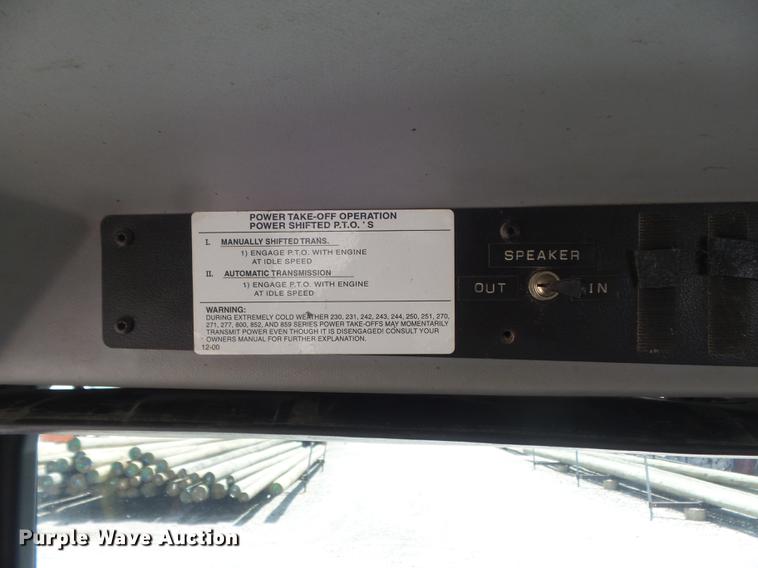 POWER TAKE-OFF OPERATION
POWER SHIFTED P.T.O. 'S
I. MANUALLY SHIFTED TRANS.
1) ENGAGE P.T.O. WITH ENGINE
AT IDLE SPEED
II. AUTOMATIC TRANSMISSION
1) ENGAGE P.T.O. WITH ENGINE
AT IDLE SPEED
WARNING:
DURING EXTREMELY COLD WEATHER 230, 231, 242, 243, 244, 250, 251, 270,
271, 277, 800, 852, AND 859 SERIES POWER TAKE-OFFS MAY MOMENTARILY
TRANSMIT POWER EVEN THOUGH IT IS DISENGAGED! CONSULT YOUR
OWNERS MANUAL FOR FURTHER EXPLANATION.
12-00
SPEAKER
OUT IN
Purple Wave Auction